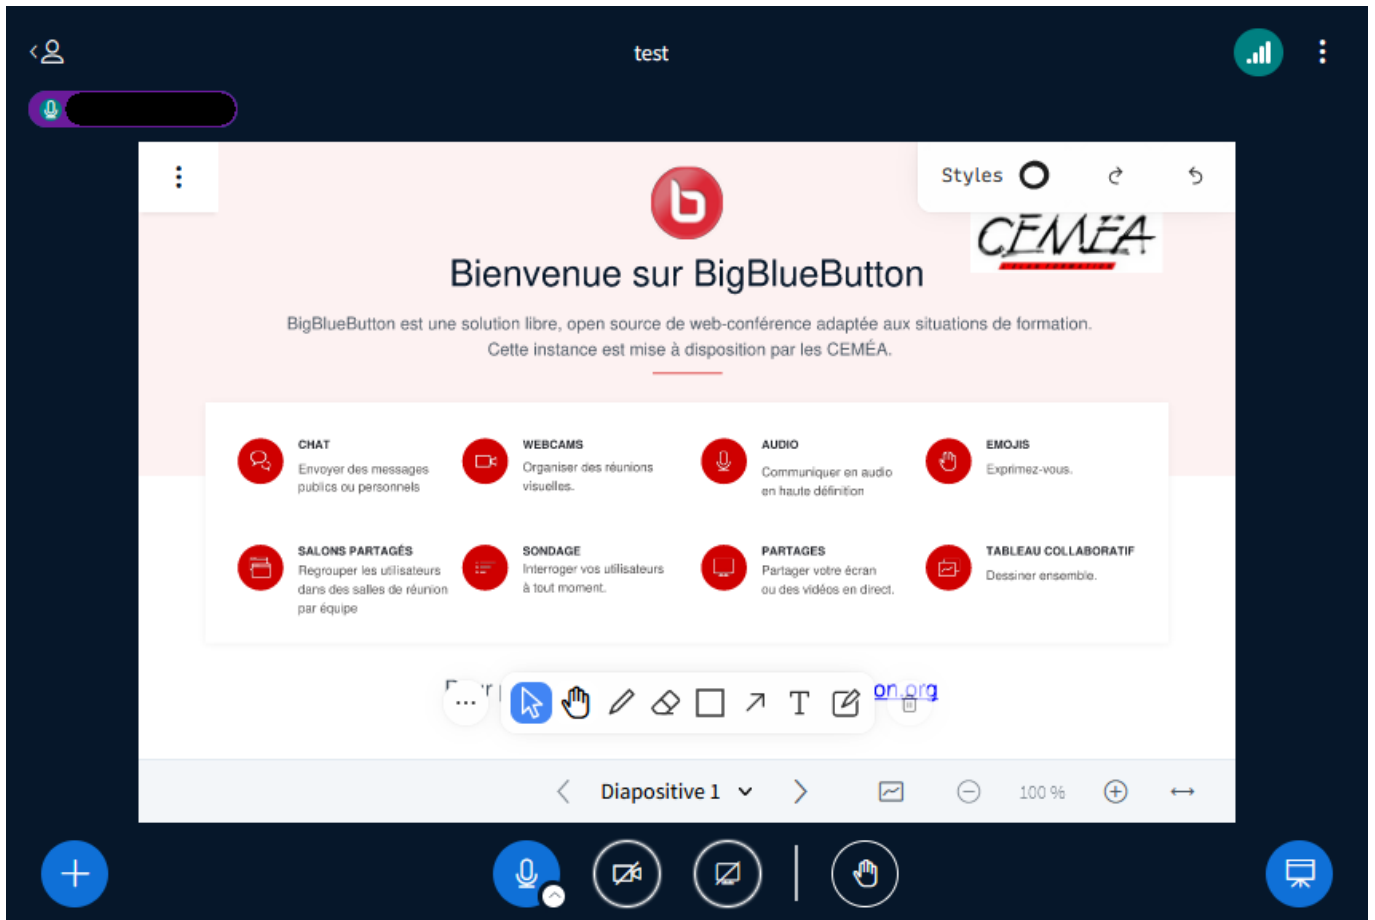 test
Styles
CEMÉA
Bienvenue sur BigBlueButton
BigBlueButton est une solution libre, open source de web-conférence adaptée aux situations de formation.
Cette instance est mise à disposition par les CEMÉA.
CHAT
Envoyer des messages
publics ou personnels
WEBCAMS
Organiser des réunions
visuelles.
AUDIO
Communiquer en audio
en haute définition
EMOJIS
Exprimez-vous.
SALONS PARTAGÉS
Regrouper les utilisateurs
dans des salles de réunion
par équipe
SONDAGE
Interroger vos utilisateurs
à tout moment.
PARTAGES
Partager votre écran
ou des vidéos en direct.
TABLEAU COLLABORATIF
Dessiner ensemble.
on.org
Diapositive 1
100 %